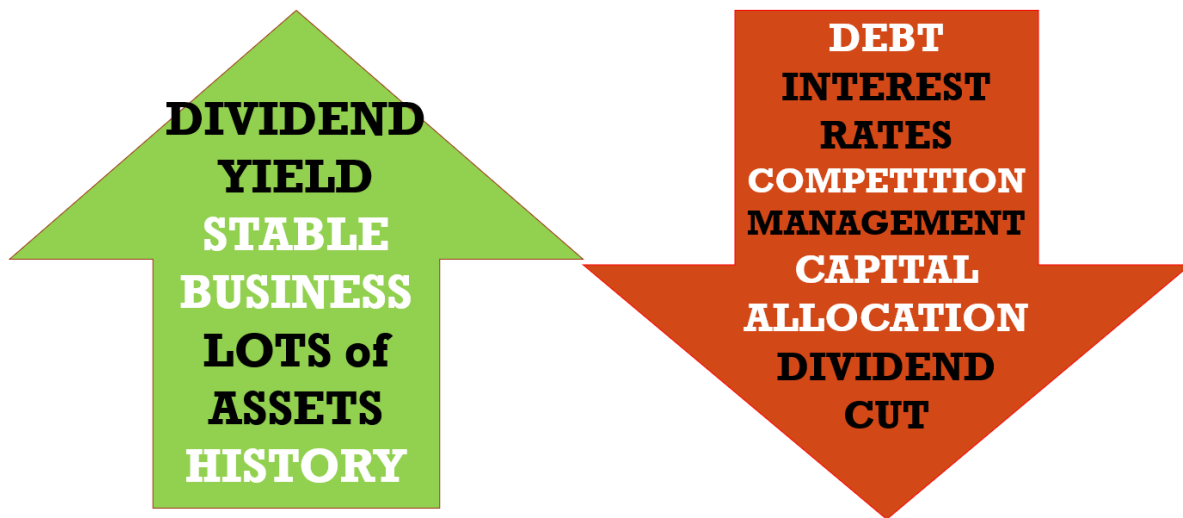 DIVIDEND
YIELD
STABLE
BUSINESS
LOTS of
ASSETS
HISTORY
DEBT
INTEREST
RATES
COMPETITION
MANAGEMENT
CAPITAL
ALLOCATION
DIVIDEND
CUT